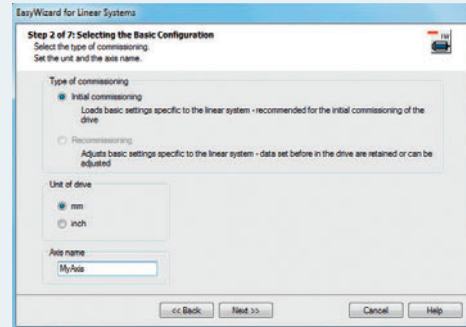 EasyWizard for Linear Systems
Step 2 of 7: Selecting the Basic Configuration
Select the type of commissioning.
Set the unit and the axis name.
IW
Type of commissioning
Initial commissioning
Loads basic settings specific to the linear system - recommended for the initial commissioning of the
drive
Recommissioning
Adjusts basic settings specific to the linear system - data set before in the drive are retained or can be
adjusted
Unit of drive
mm
inch
Axis name
MyAxis
<< Back
Next >>
Cancel
Help